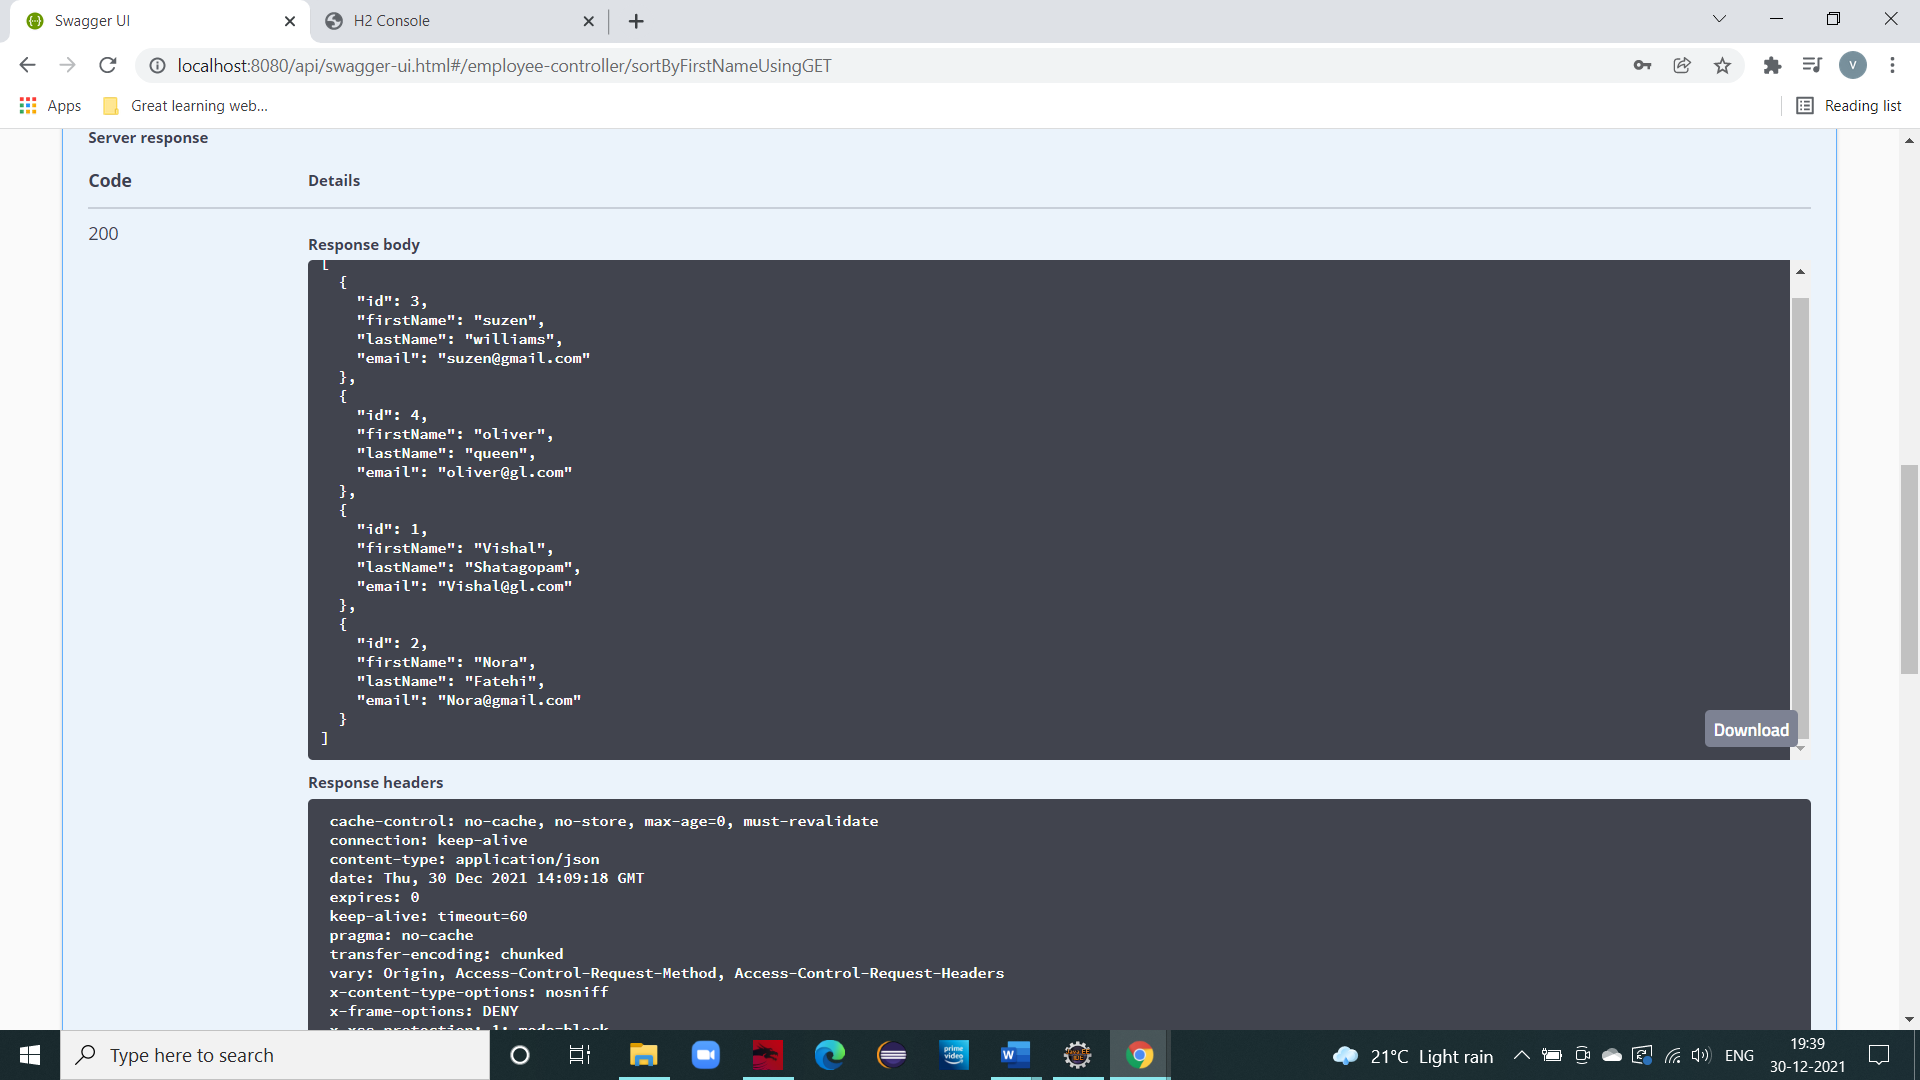 Swagger UI
H2 Console
localhost:8080/api/swagger-ui.html#/employee-controller/sortByFirstNameUsingGET
V
Apps
Great learning web...
Reading list
Server response
Code
Details
200
Response body
[
{
"id": 3,
"firstName": "suzen",
"lastName": "williams",
"email": "suzen@gmail.com"
},
{
"id": 4,
"firstName": "oliver",
"lastName": "queen",
"email": "oliver@gl.com"
},
{
"id": 1,
"firstName": "Vishal",
"lastName": "Shatagopam",
"email": "Vishal@gl.com"
},
{
"id": 2,
"firstName": "Nora",
"lastName": "Fatehi",
"email": "Nora@gmail.com"
}
]
Download
Response headers
cache-control: no-cache, no-store, max-age=0, must-revalidate
connection: keep-alive
content-type: application/json
date: Thu, 30 Dec 2021 14:09:18 GMT
expires: 0
keep-alive: timeout=60
pragma: no-cache
transfer-encoding: chunked
vary: Origin, Access-Control-Request-Method, Access-Control-Request-Headers
x-content-type-options: nosniff
x-frame-options: DENY
x-xss-protection: 1; mode=block
Type here to search
prime
video
W
21°C Light rain
ENG
19:39
30-12-2021